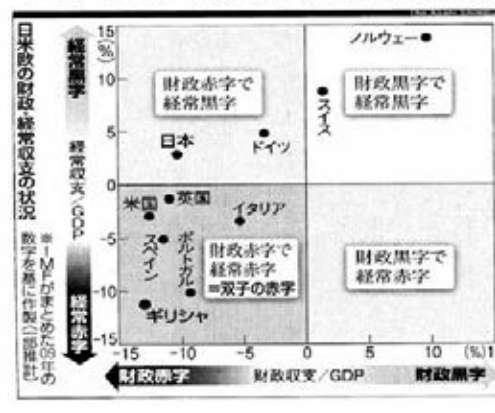 日米欧の財政・経常収支の状況
※IMFがまとめた09年の
数字を基に作製（一部推計）
経常黒字
経常収支/GDP
経常赤字
15
(%)
10
5
0
-5
-10
-15
財政赤字で
経常黒字
日本
ドイツ
ノルウェー
スイス
財政黒字で
経常黒字
米国
英国
イタリア
スペイン
ポルトガル
ギリシャ
財政赤字で
経常赤字
=双子の赤字
財政黒字で
経常赤字
-15
-10
-5
0
5
10
(%)
財政赤字
財政収支/GDP
財政黒字